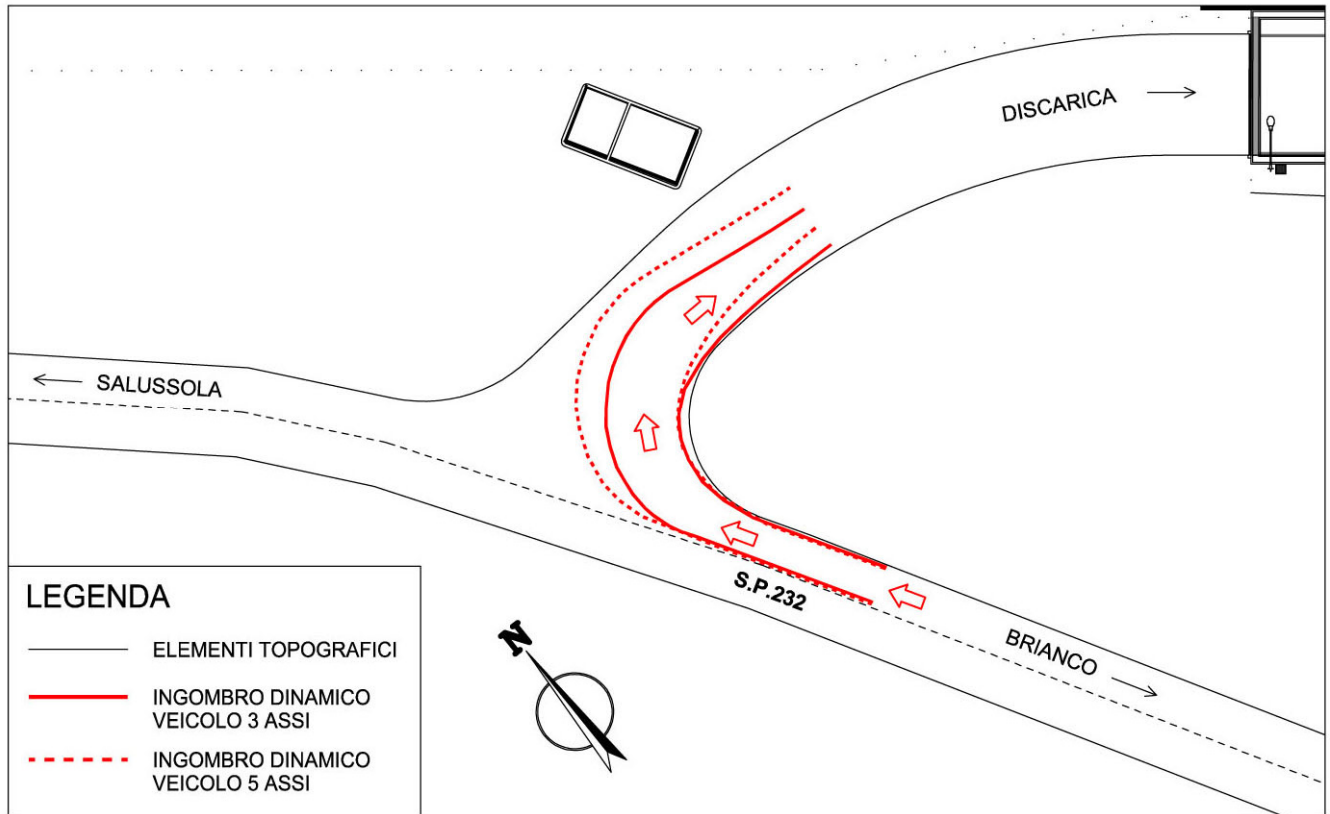 DISCARICA
SALUSSOLA
S.P.232
BRIANCO
N
LEGENDA
ELEMENTI TOPOGRAFICI
INGOMBRO DINAMICO
VEICOLO 3 ASSI
INGOMBRO DINAMICO
VEICOLO 5 ASSI